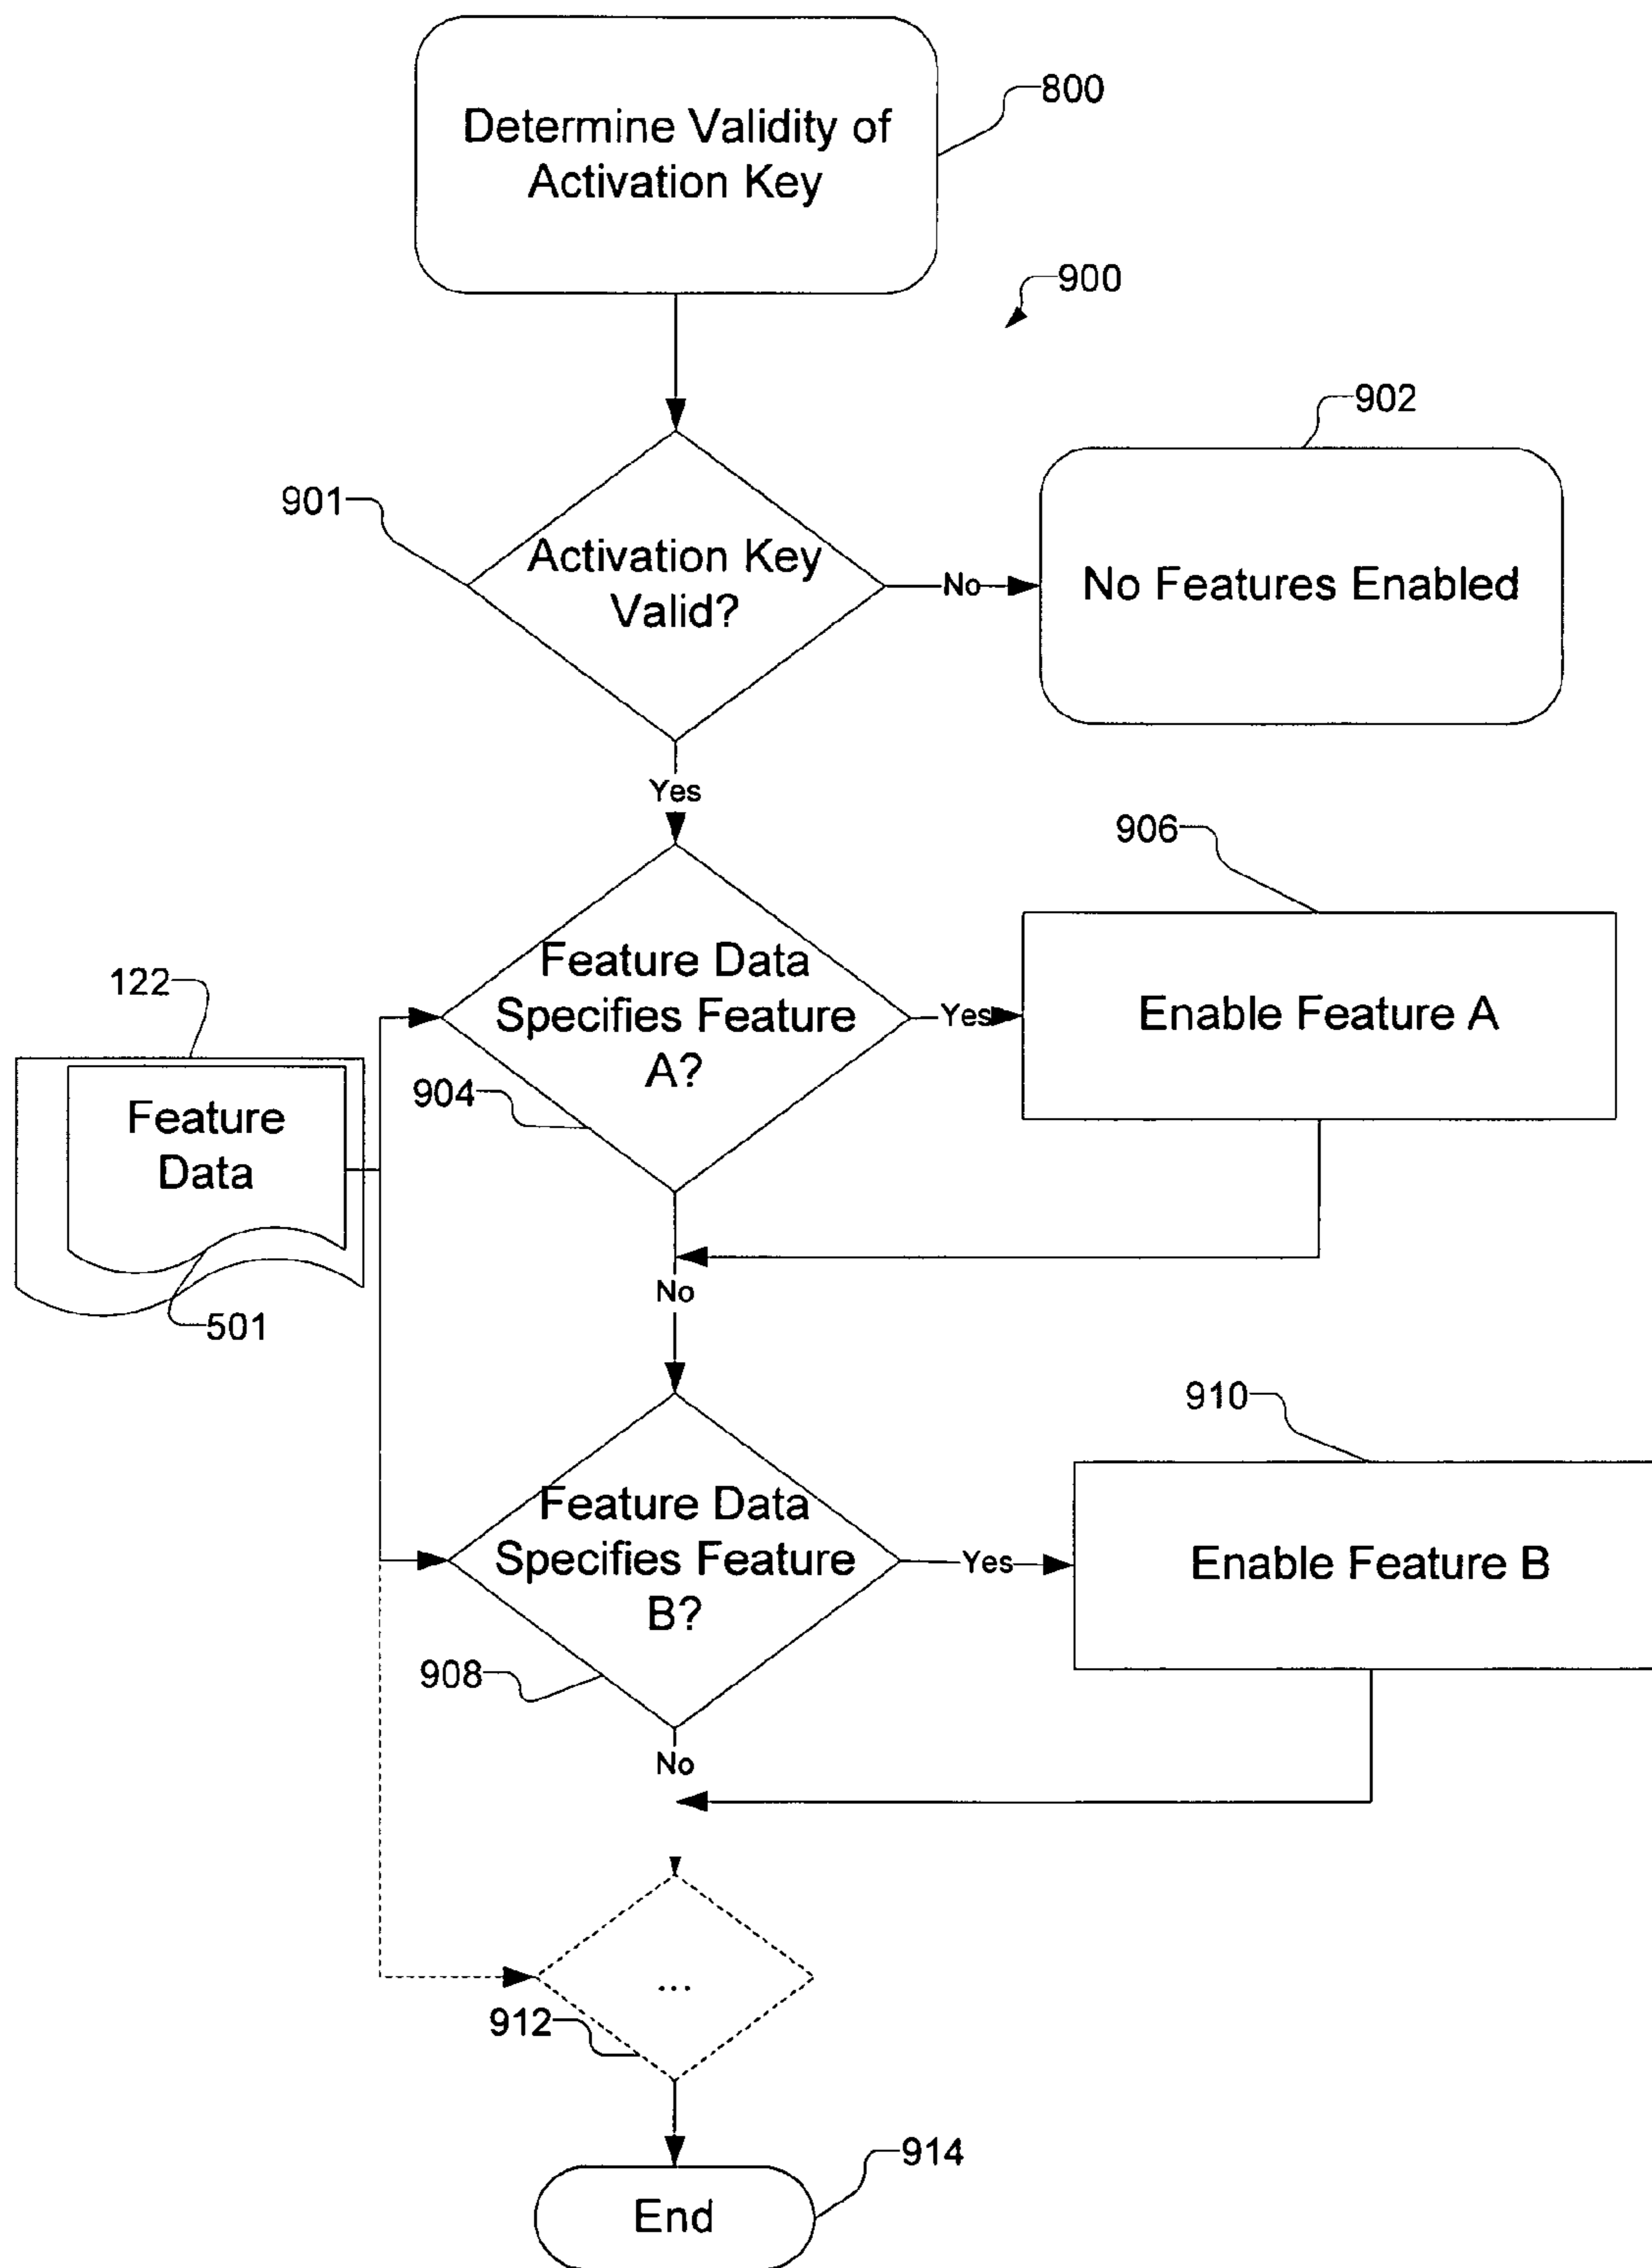 Determine Validity of
Activation Key
800
900
902
901
Activation Key
Valid?
No
No Features Enabled
Yes
906
Feature Data
Specifies Feature
A?
Yes
Enable Feature A
122
904
Feature
Data
No
501
910
Feature Data
Specifies Feature
B?
Yes
Enable Feature B
908
No
...
912
914
End